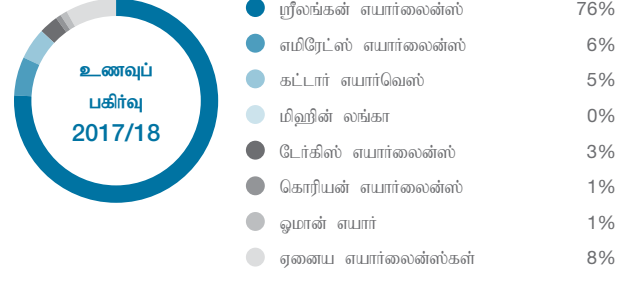 உணவுப்
பகிர்வு
2017/18
ஸ்ரீலங்கன் எயார்லைன்ஸ் 76%
எமிரேட்ஸ் எயார்லைன்ஸ் 6%
கட்டார் எயார்வெஸ் 5%
மிஹின் லங்கா 0%
டேர்கிஸ் எயார்லைன்ஸ் 3%
கொரியன் எயார்லைன்ஸ் 1%
ஓமான் எயார் 1%
ஏனைய எயார்லைன்ஸ்கள் 8%